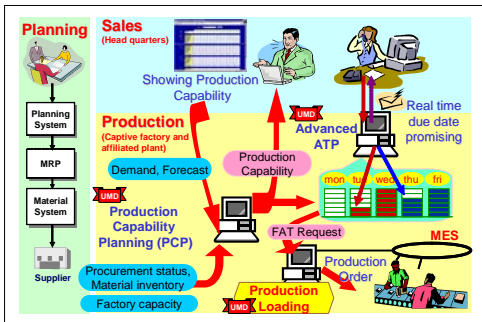 Planning
Planning
System
MRP
Material
System
Supplier
Sales
(Head quarters)
Showing Production
Capability
Real time
due date
promising
Production
(Captive factory and
affiliated plant)
UMD
Advanced
ATP
Demand, Forecast
Production
Capability
mon tue wed thu fri
UMD
Production
Capability
Planning (PCP)
FAT Request
MES
Procurement status,
Material inventory
Factory capacity
Production
Order
UMD
Production
Loading